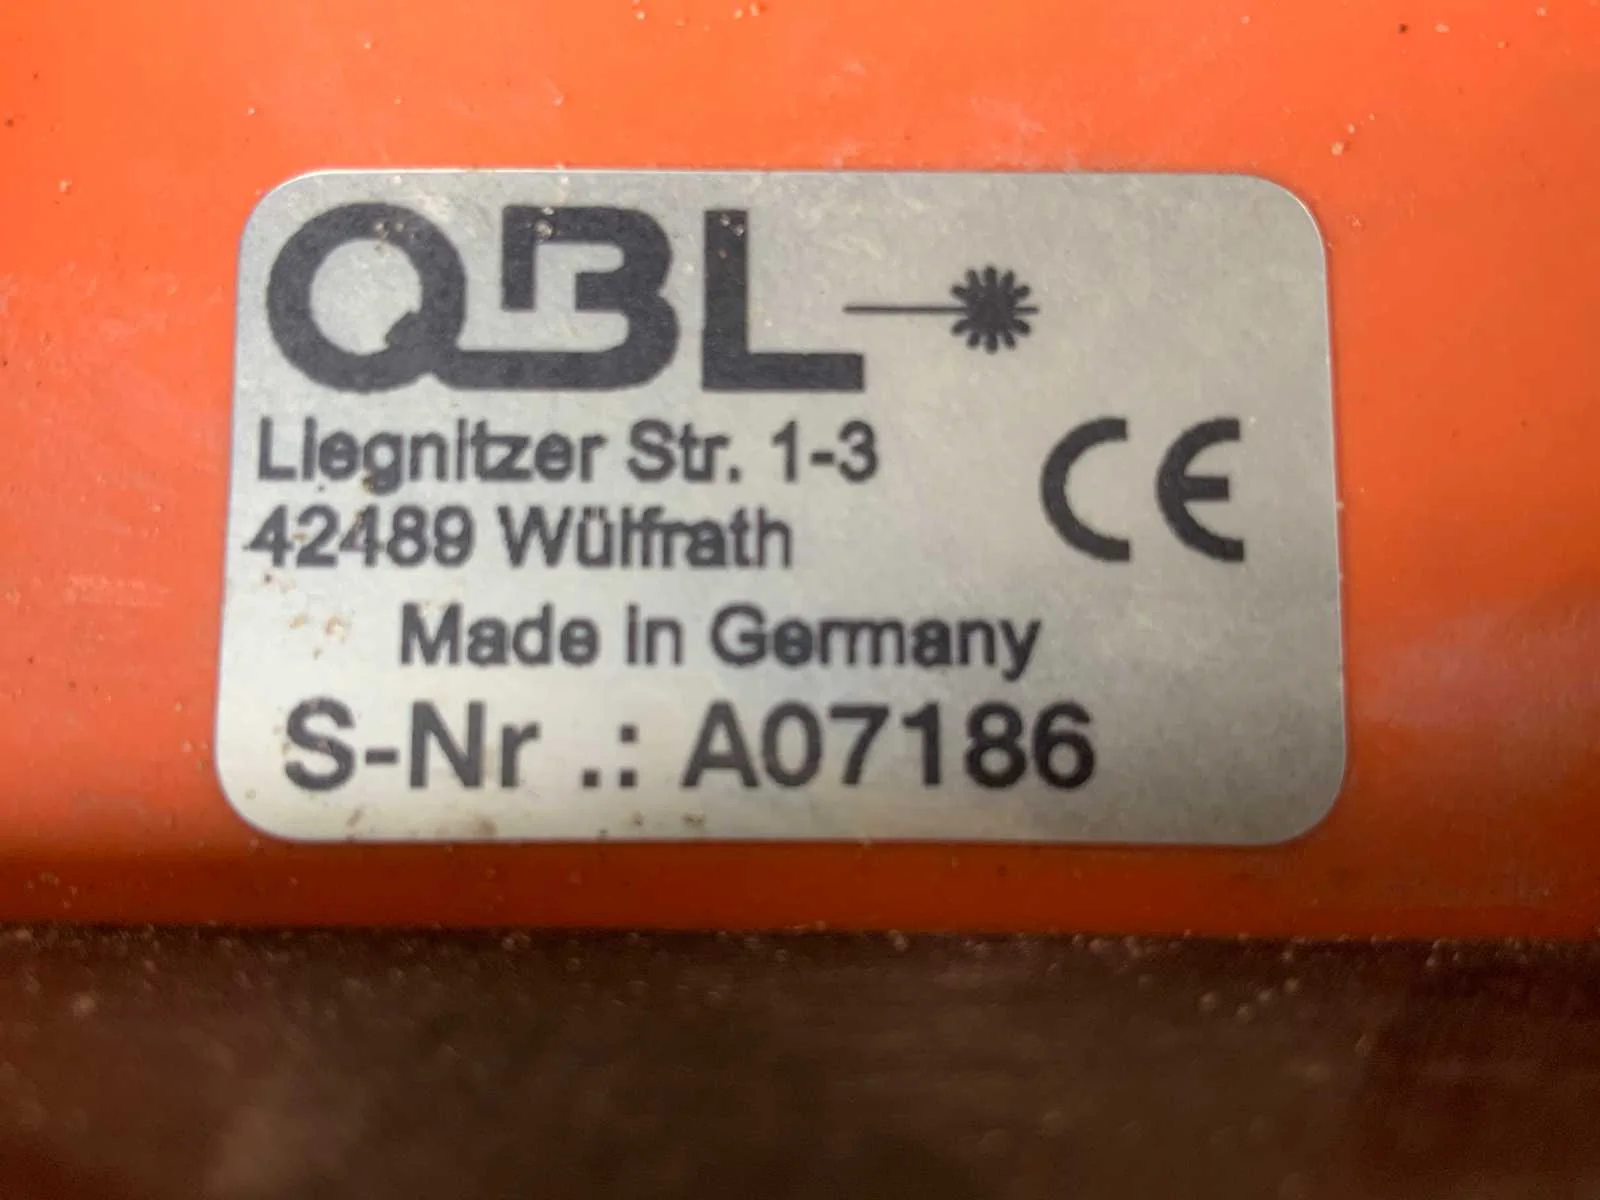 QBL
Liegnitzer Str. 1-3
CE
42489 Wülfrath
Made in Germany
S-Nr .: A07186